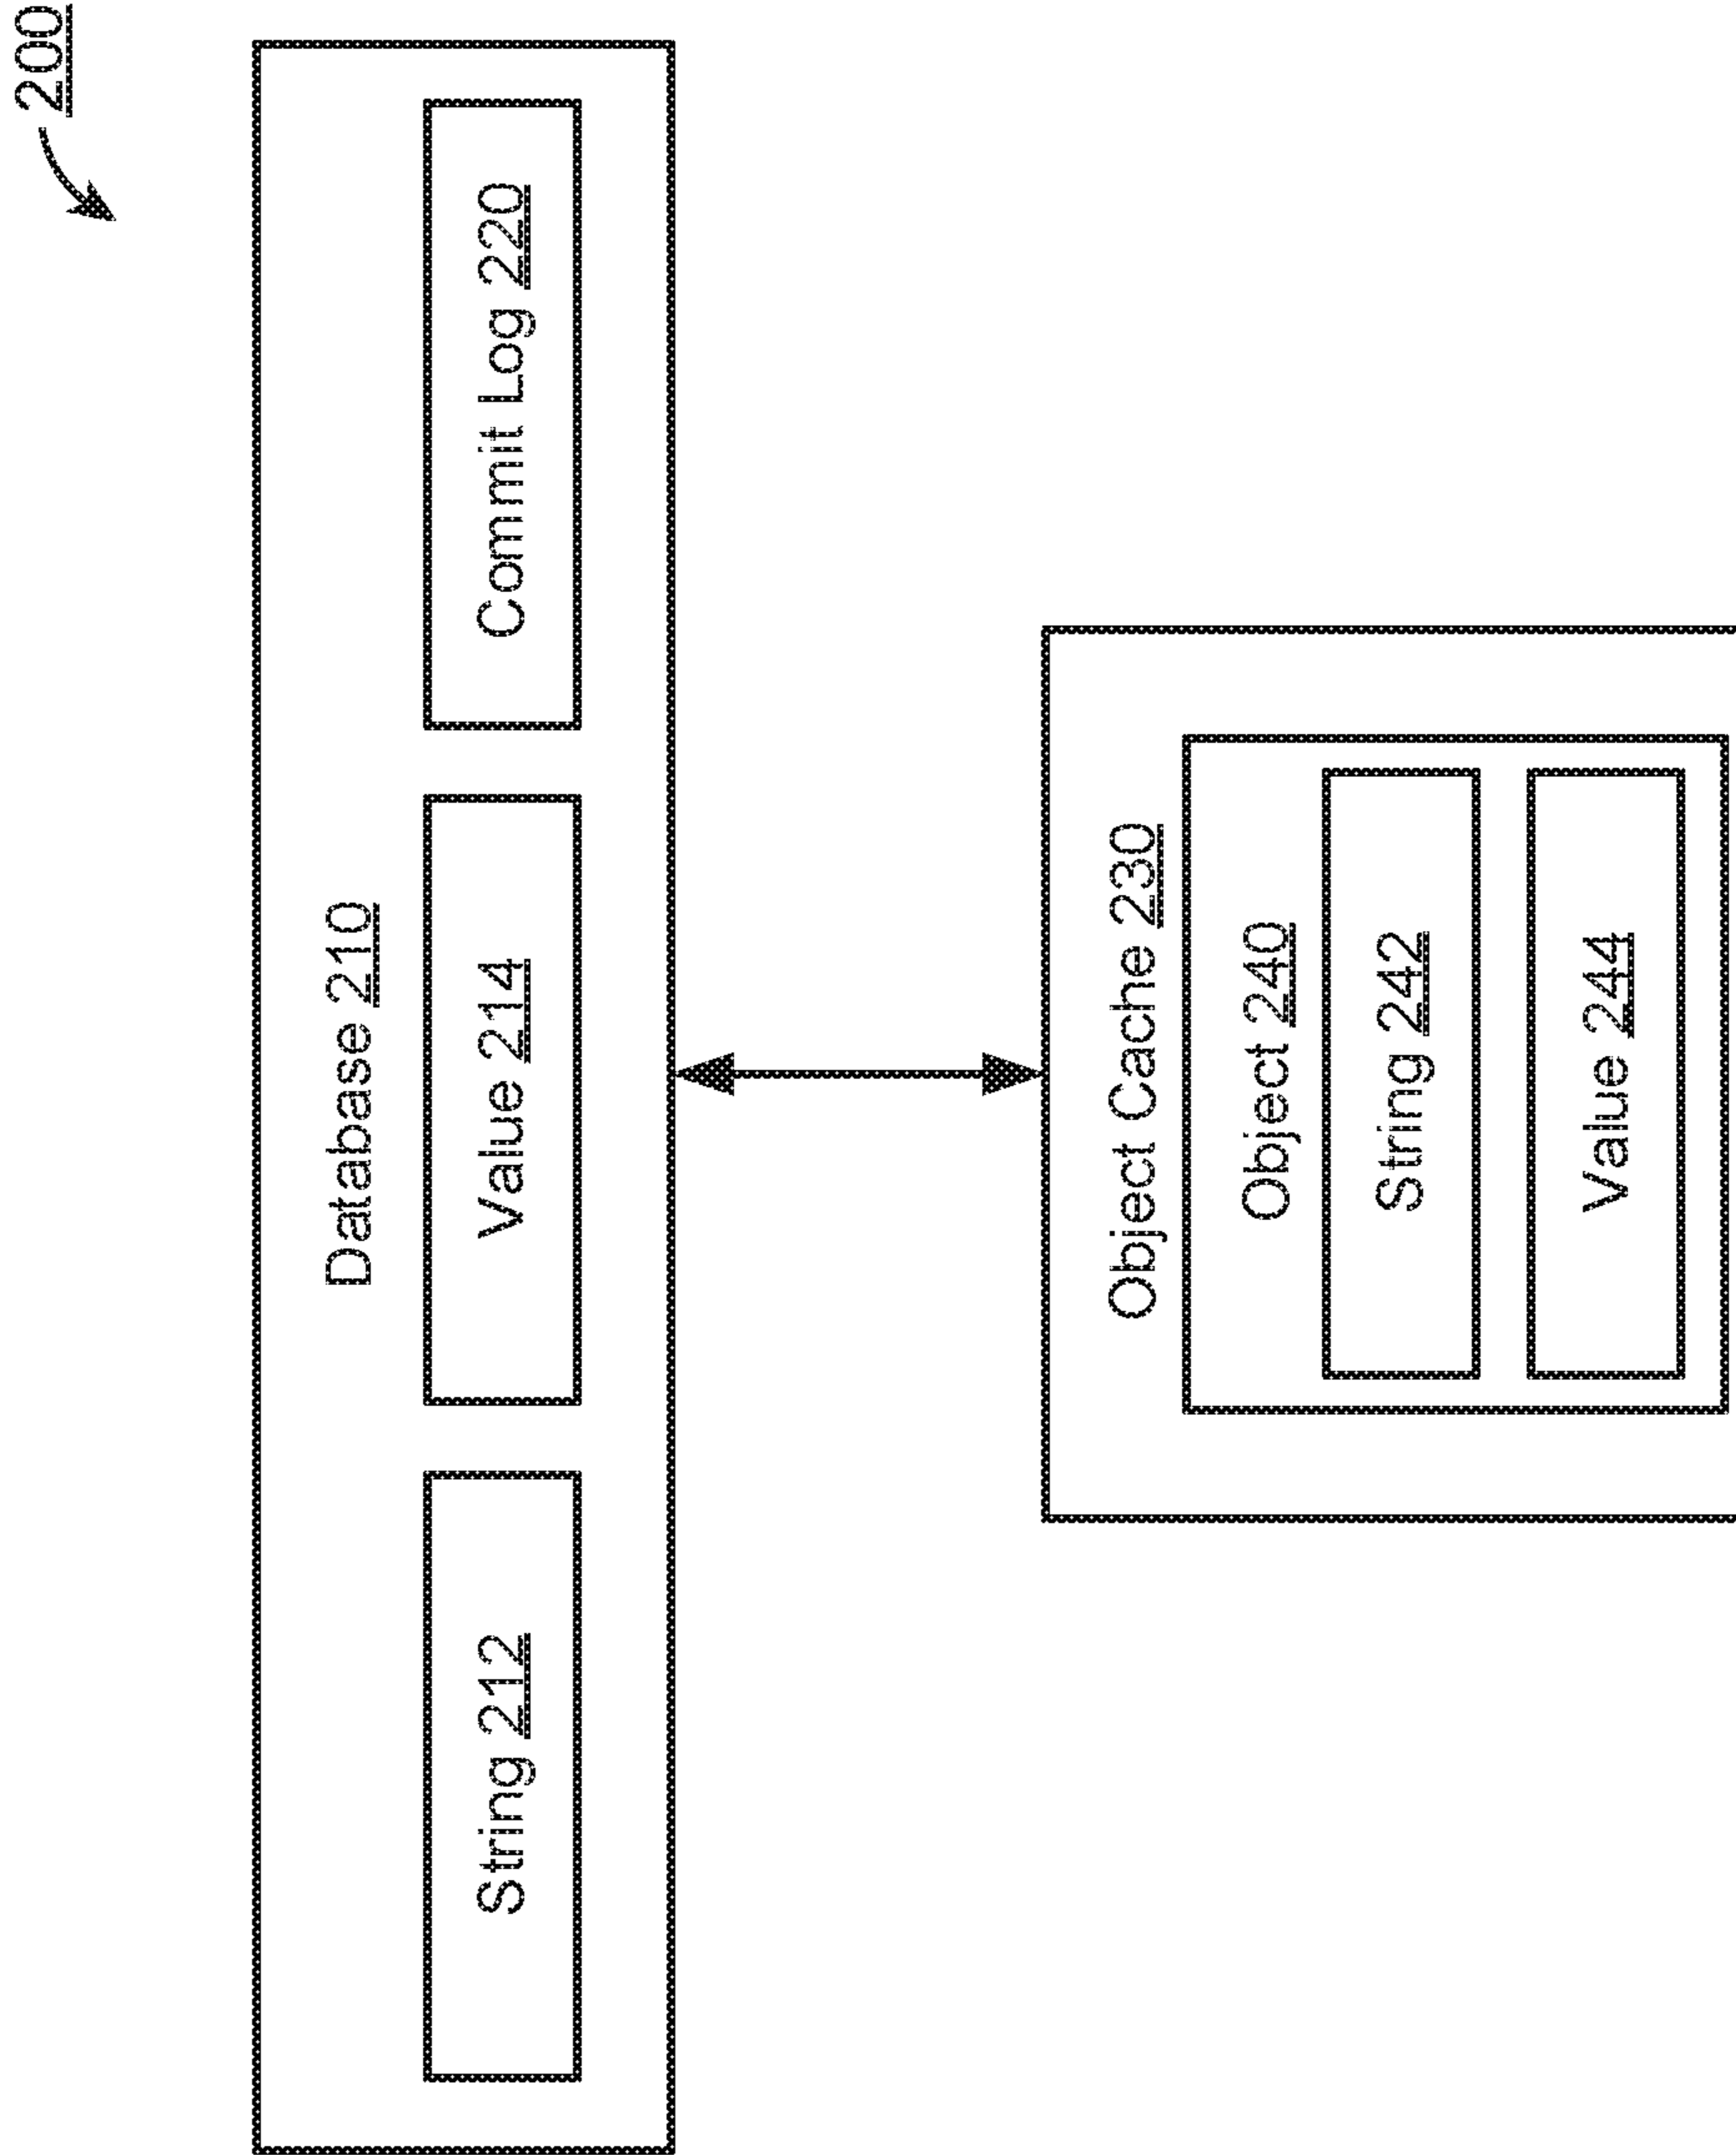 200
Database 210
String 212
Value 214
Commit Log 220
Object Cache 230
Object 240
String 242
Value 244